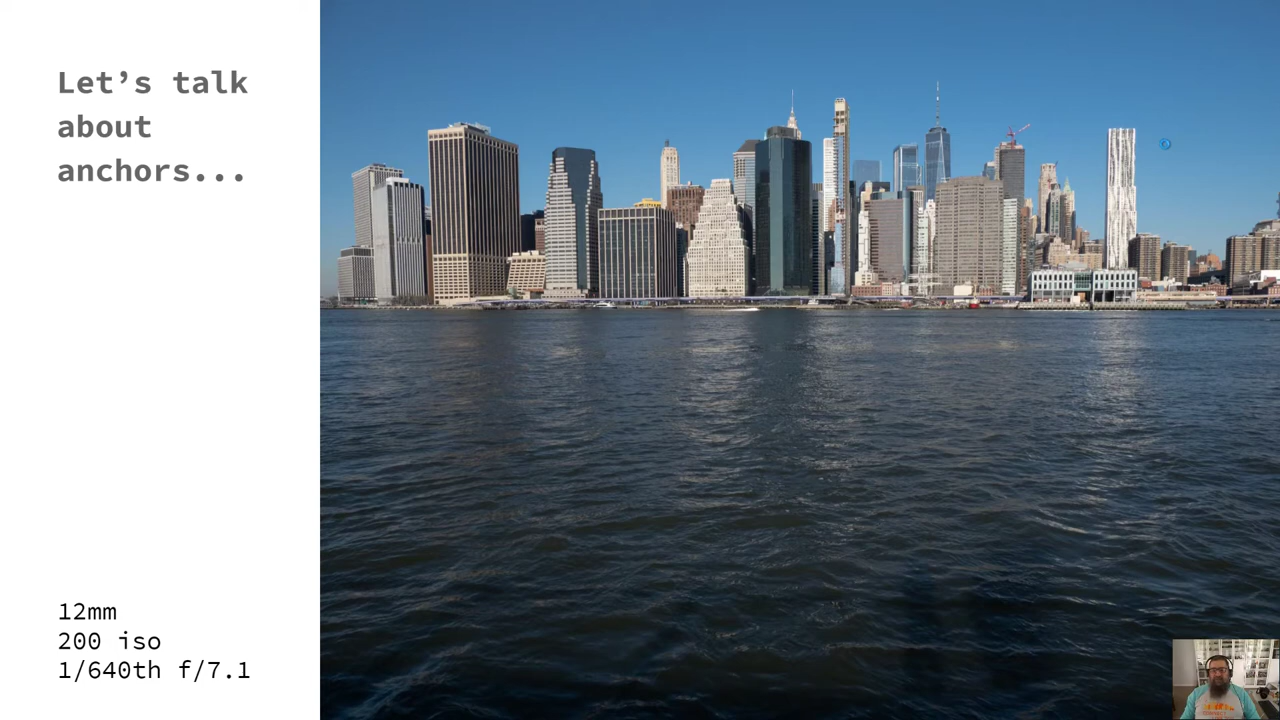 Let’s talk
about
anchors...
12mm
200 iso
1/640th f/7.1